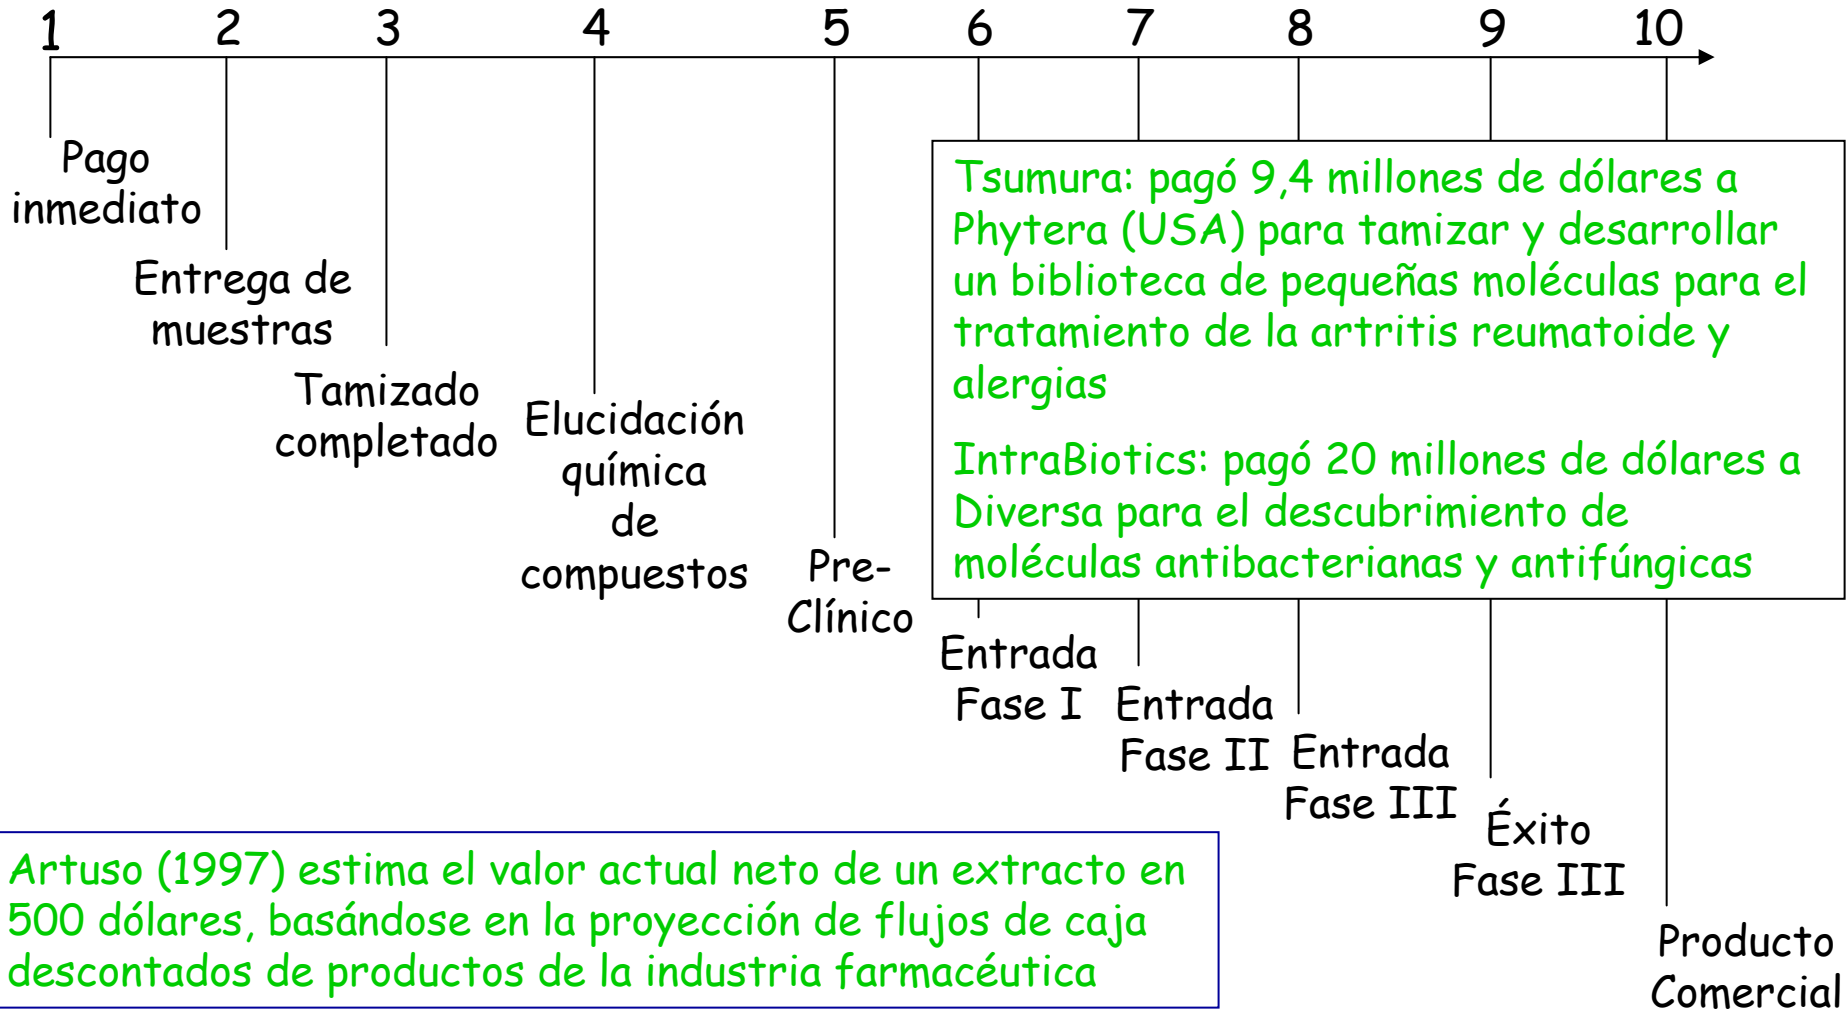 1 2 3 4 5 6 7 8 9 10
Pago
inmediato
Entrega de
muestras
Tamizado
completado
Elucidación
química
de
compuestos
Pre-
Clínico
Tsumura: pagó 9,4 millones de dólares a
Phytera (USA) para tamizar y desarrollar
un biblioteca de pequeñas moléculas para el
tratamiento de la artritis reumatoide y
alergias
IntraBiotics: pagó 20 millones de dólares a
Diversa para el descubrimiento de
moléculas antibacterianas y antifúngicas
Entrada
Fase I
Entrada
Fase II
Entrada
Fase III
Éxito
Fase III
Producto
Comercial
Artuso (1997) estima el valor actual neto de un extracto en
500 dólares, basándose en la proyección de flujos de caja
descontados de productos de la industria farmacéutica